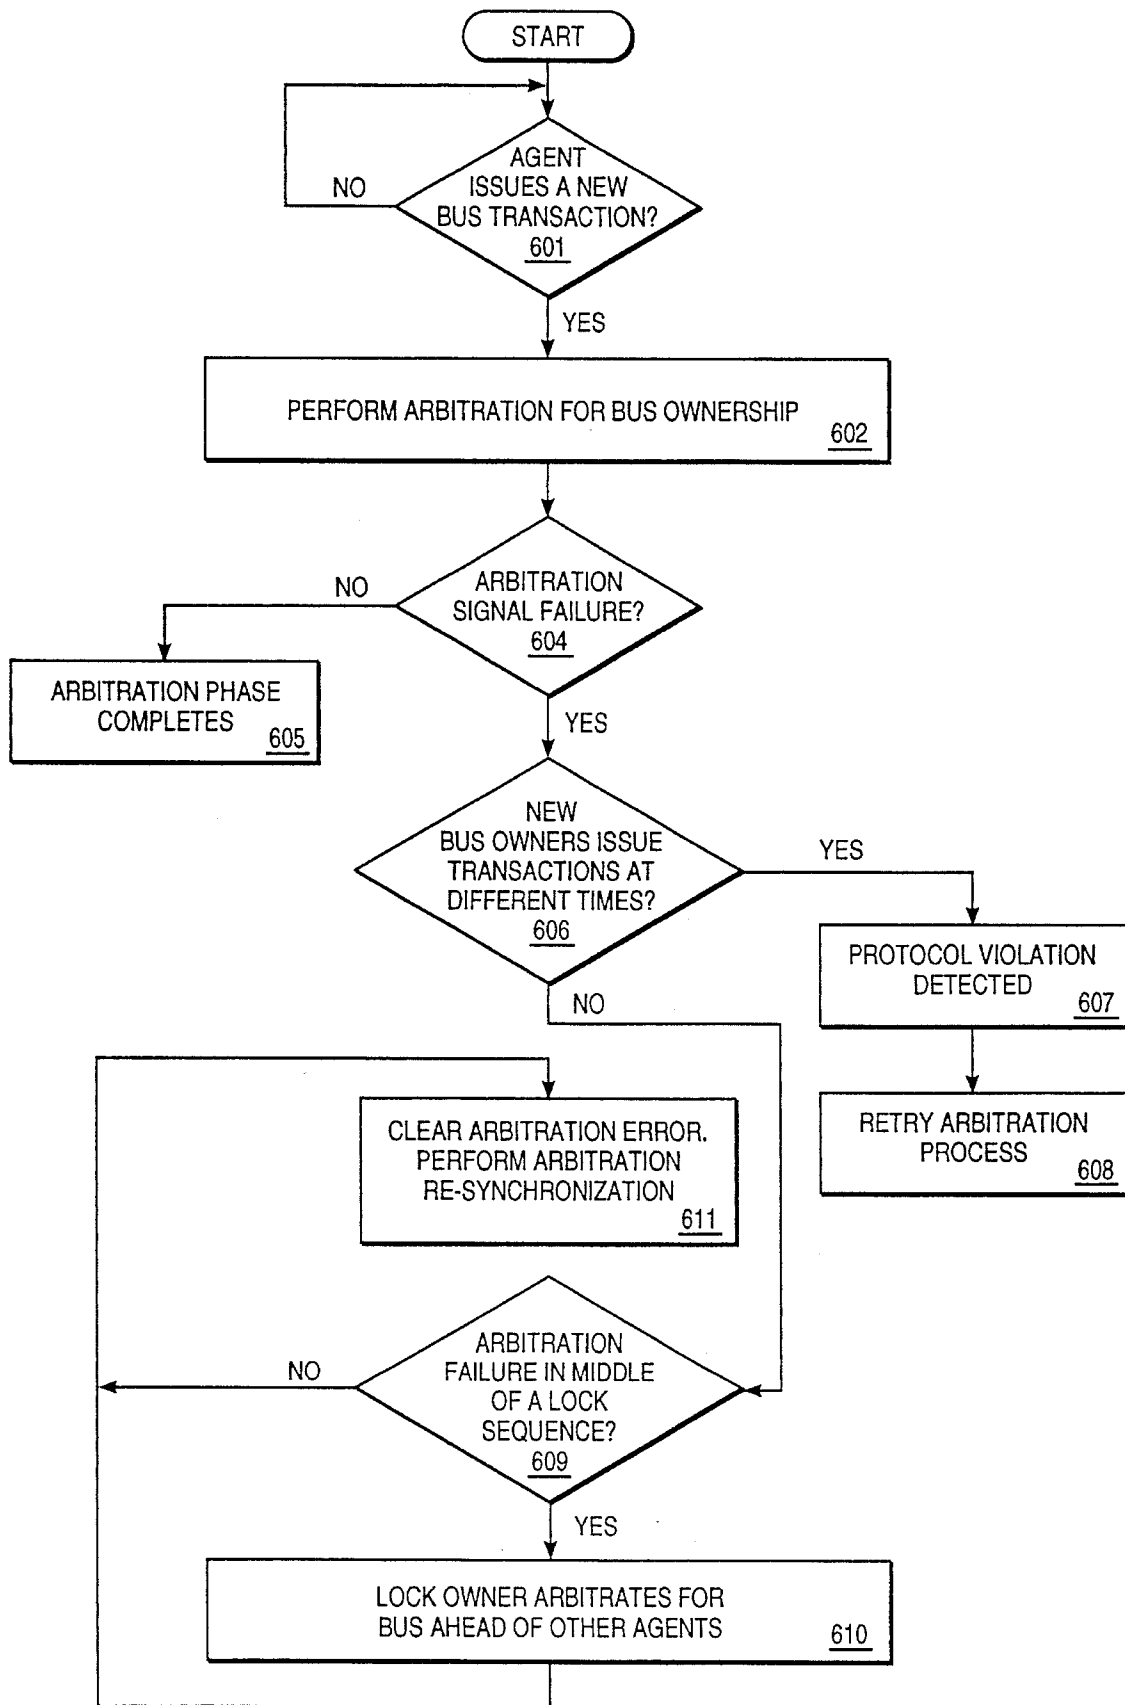 START
AGENT
ISSUES A NEW
BUS TRANSACTION?
601
NO
YES
PERFORM ARBITRATION FOR BUS OWNERSHIP
602
ARBITRATION
SIGNAL FAILURE?
604
NO
ARBITRATION PHASE
COMPLETES
605
YES
NEW
BUS OWNERS ISSUE
TRANSACTIONS AT
DIFFERENT TIMES?
606
YES
PROTOCOL VIOLATION
DETECTED
607
NO
RETRY ARBITRATION
PROCESS
608
CLEAR ARBITRATION ERROR.
PERFORM ARBITRATION
RE-SYNCHRONIZATION
611
ARBITRATION
FAILURE IN MIDDLE
OF A LOCK
SEQUENCE?
609
NO
YES
LOCK OWNER ARBITRATES FOR
BUS AHEAD OF OTHER AGENTS
610